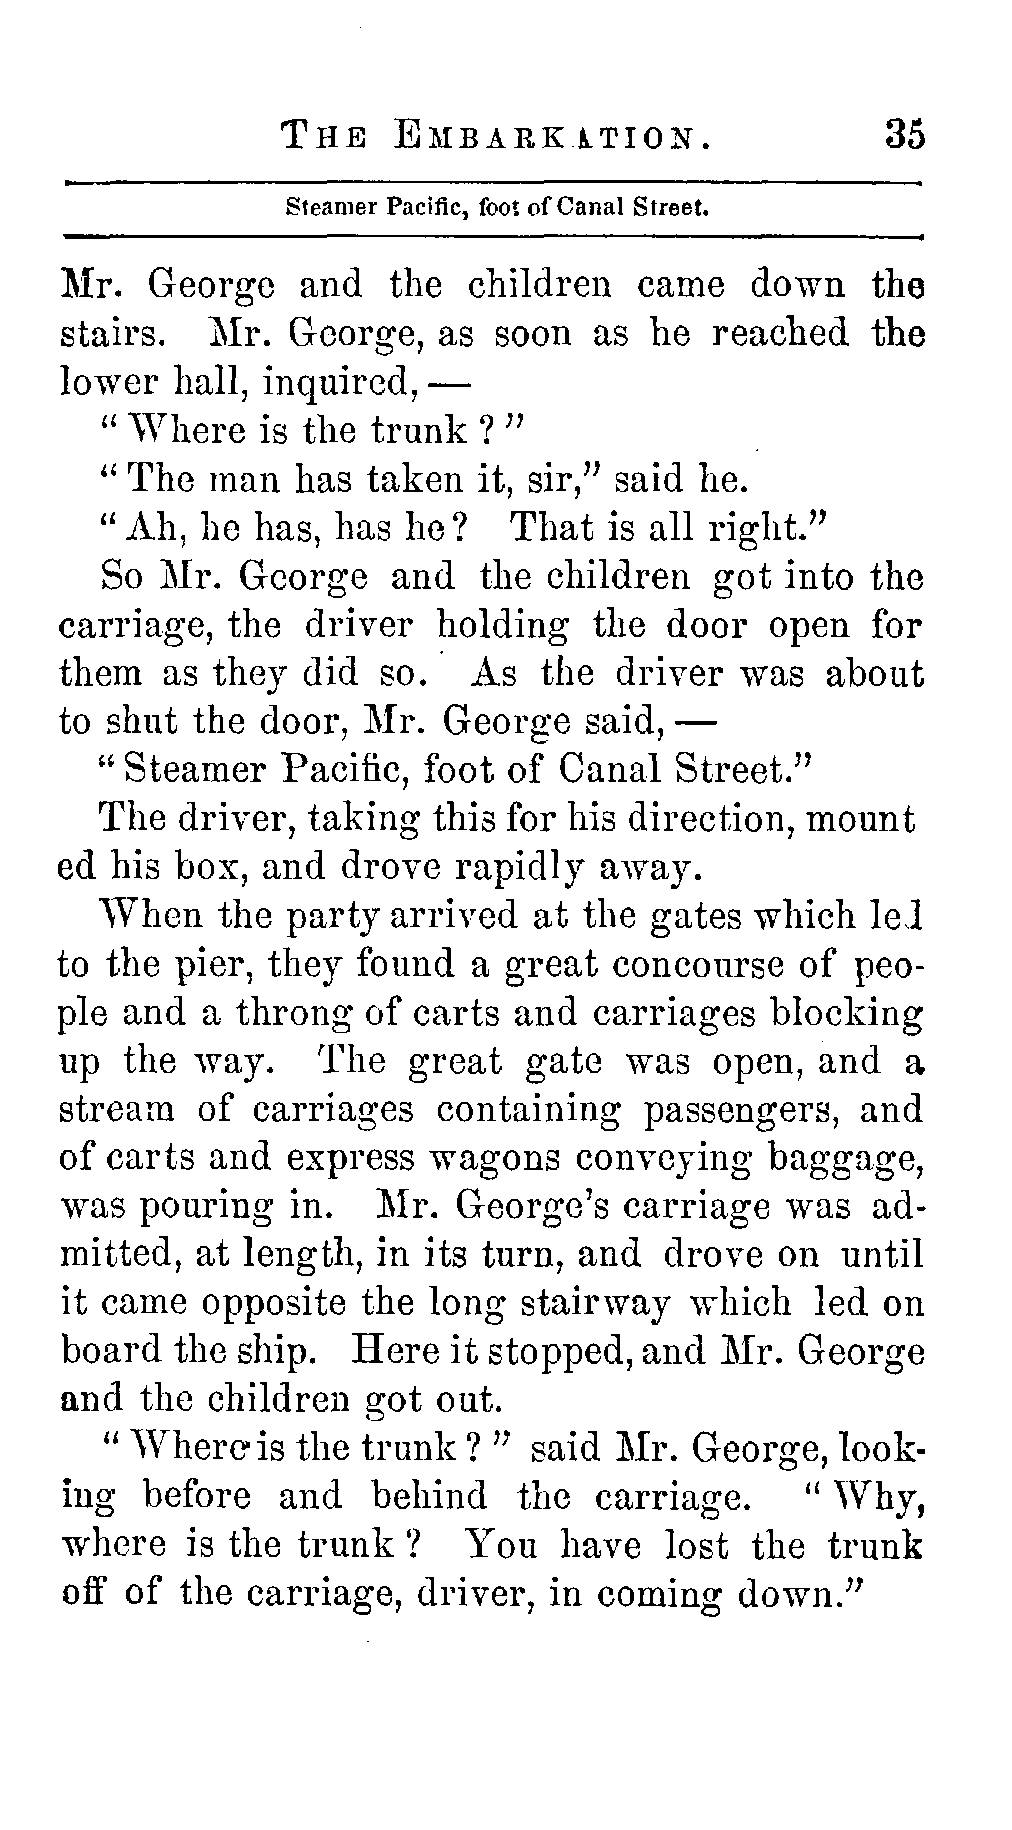 THE EMBARKATION. 35
Steamer Pacific, foot of Canal Street.
Mr. George and the children came down the
stairs. Mr. George, as soon as he reached the
lower hall, inquired,—
“Where is the trunk?”
“The man has taken it, sir,” said he.
“Ah, he has, has he? That is all right.”
So Mr. George and the children got into the
carriage, the driver holding the door open for
them as they did so. As the driver was about
to shut the door, Mr. George said,—
“Steamer Pacific, foot of Canal Street.”
The driver, taking this for his direction, mount
ed his box, and drove rapidly away.
When the party arrived at the gates which led
to the pier, they found a great concourse of peo-
ple and a throng of carts and carriages blocking
up the way. The great gate was open, and a
stream of carriages containing passengers, and
of carts and express wagons conveying baggage,
was pouring in. Mr. George’s carriage was ad-
mitted, at length, in its turn, and drove on until
it came opposite the long stairway which led on
board the ship. Here it stopped, and Mr. George
and the children got out.
“Where is the trunk?” said Mr. George, look-
ing before and behind the carriage. “Why,
where is the trunk? You have lost the trunk
off of the carriage, driver, in coming down.”